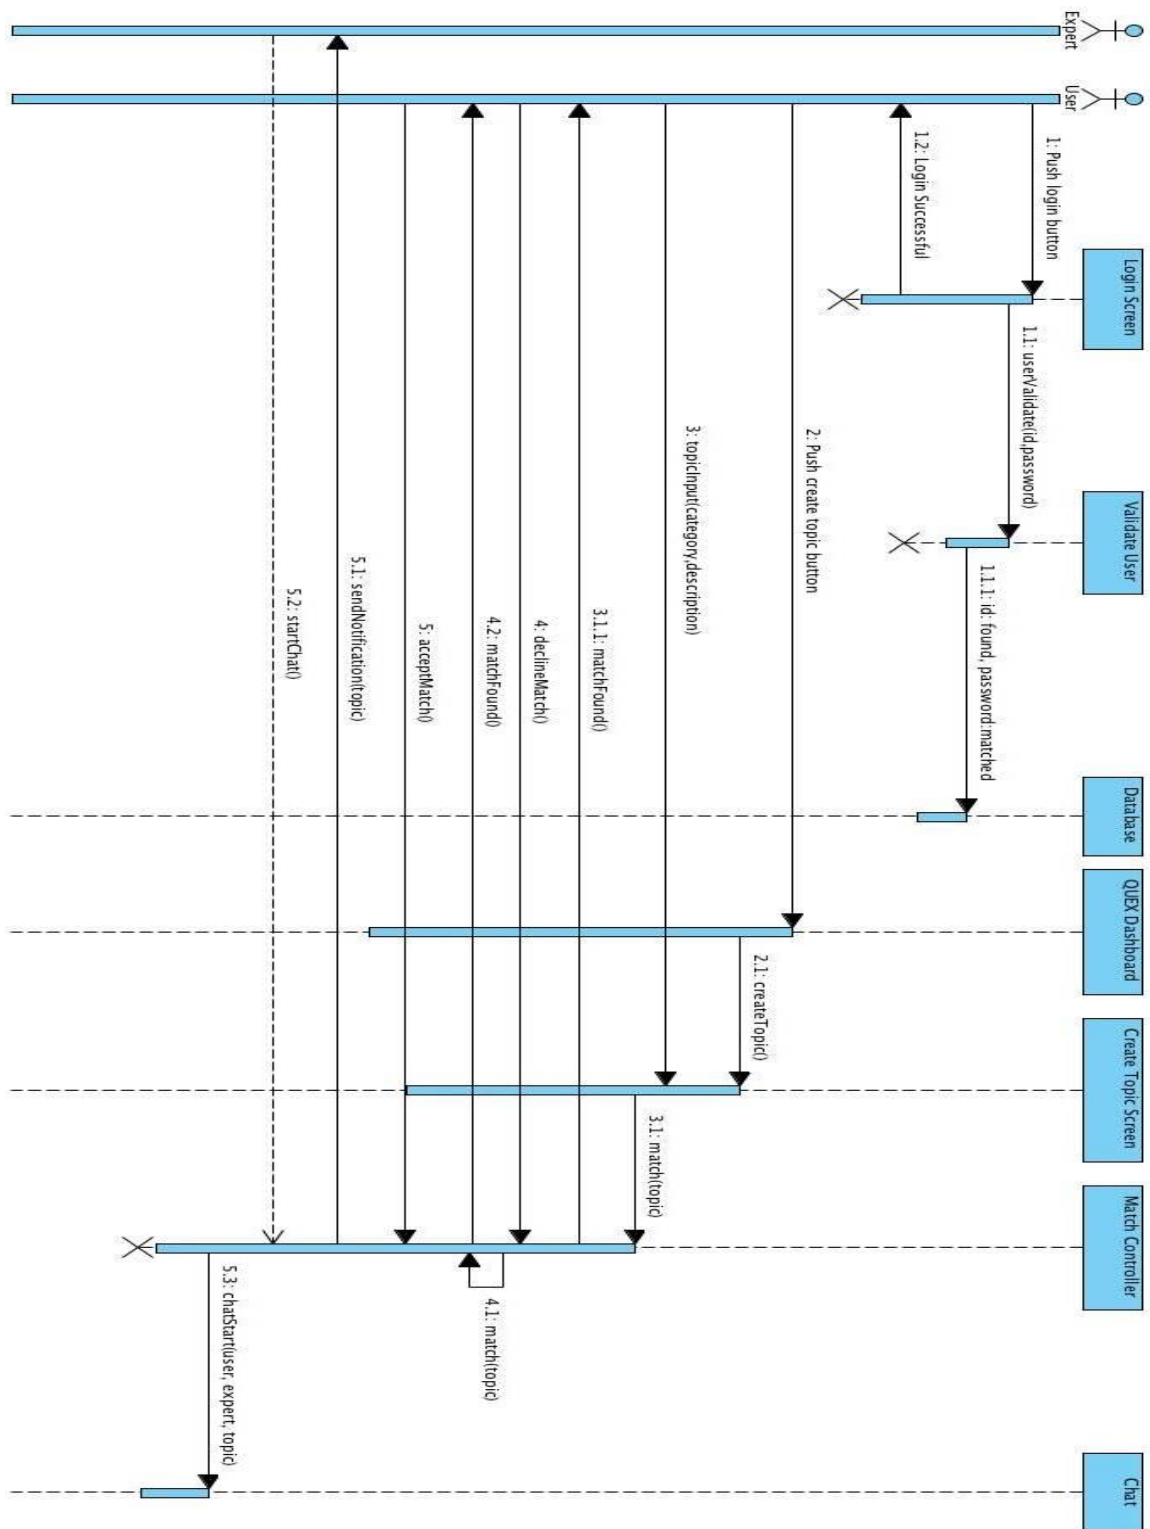 Expert
User
Login Screen
Validate User
Database
QUEX Dashboard
Create Topic Screen
Match Controller
Chat
1: Push login button
1.1: userValidate(id,password)
1.1.1: id: found, password:matched
1.2: Login Successful
2: Push create topic button
2.1: createTopic()
3: topicInput(category,description)
3.1: match(topic)
3.1.1: matchFound()
4: declineMatch()
4.1: match(topic)
4.2: matchFound()
5: acceptMatch()
5.1: sendNotification(topic)
5.2: startChat()
5.3: chatStart(user, expert, topic)